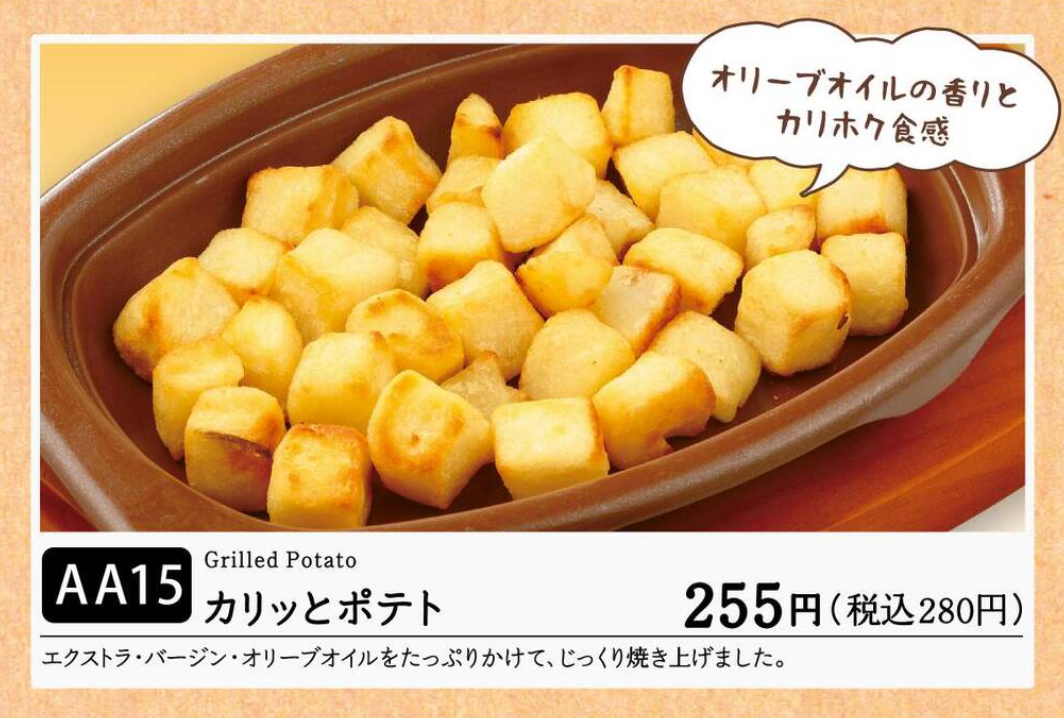 オリーブオイルの香りと
カリホク食感
AA15
Grilled Potato
カリッとポテト
255円(税込280円)
エクストラ・バージン・オリーブオイルをたっぷりかけて、じっくり焼き上げました。